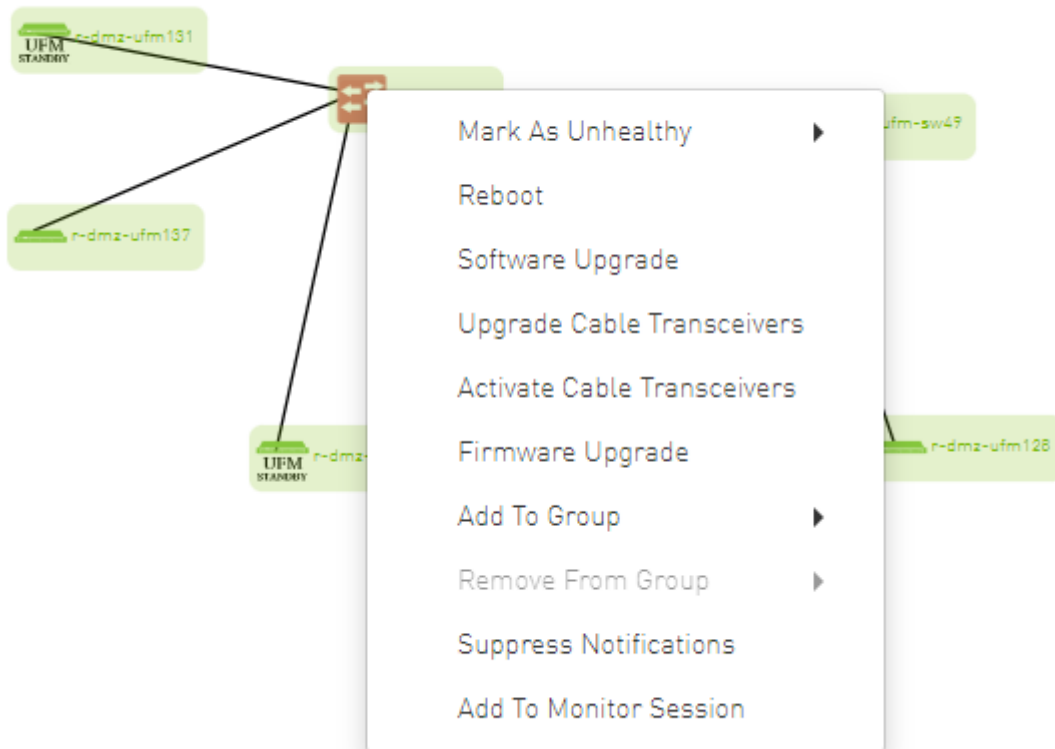 r-dmz-ufm131
UFM
STANDBY
Mark As Unhealthy
ufm-sw49
Reboot
r-dmz-ufm137
Software Upgrade
Upgrade Cable Transceivers
Activate Cable Transceivers
UFM
STANDBY
r-dmz-
Firmware Upgrade
r-dmz-ufm128
Add To Group
Remove From Group
Suppress Notifications
Add To Monitor Session